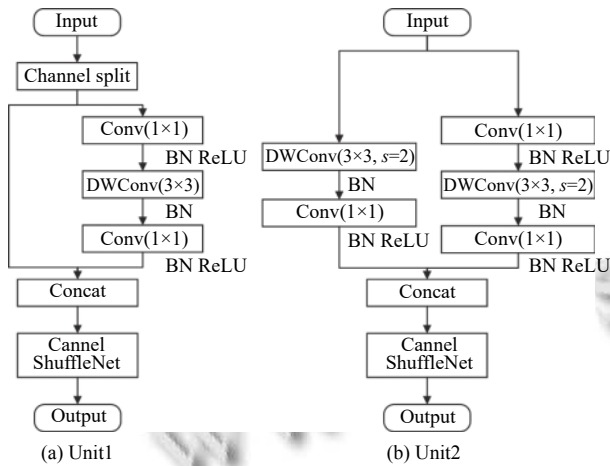 Input
Channel split
Conv(1×1)
BN ReLU
DWConv(3×3)
BN
Conv(1×1)
BN ReLU
Concat
Cannel
ShuffleNet
Output
(a) Unit1
Input
DWConv(3×3, s=2)
BN
Conv(1×1)
BN ReLU
Conv(1×1)
BN ReLU
DWConv(3×3, s=2)
BN
Conv(1×1)
BN ReLU
Concat
Cannel
ShuffleNet
Output
(b) Unit2